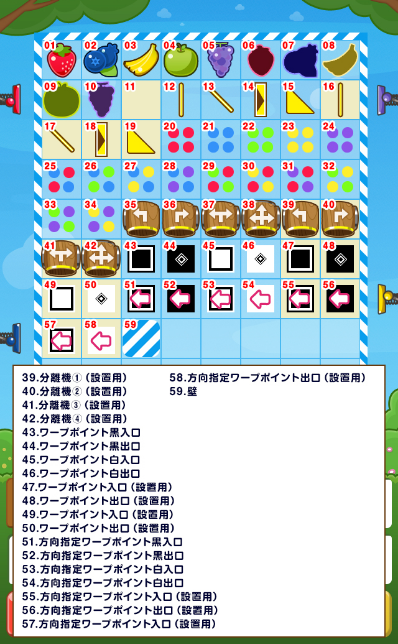 01 02 03 04 05 06 07 08
09 10 11 12 13 14 15 16
17 18 19 20 21 22 23 24
25 26 27 28 29 30 31 32
33 34 35 36 37 38 39 40
41 42 43 44 45 46 47 48
49 50 51 52 53 54 55 56
57 58 59
39.分離機①（設置用）
40.分離機②（設置用）
41.分離機③（設置用）
42.分離機④（設置用）
43.ワープポイント黒入口
44.ワープポイント黒出口
45.ワープポイント白入口
46.ワープポイント白出口
47.ワープポイント入口（設置用）
48.ワープポイント出口（設置用）
49.ワープポイント入口（設置用）
50.ワープポイント出口（設置用）
51.方向指定ワープポイント黒入口
52.方向指定ワープポイント黒出口
53.方向指定ワープポイント白入口
54.方向指定ワープポイント白出口
55.方向指定ワープポイント入口（設置用）
56.方向指定ワープポイント出口（設置用）
57.方向指定ワープポイント入口（設置用）
58.方向指定ワープポイント出口（設置用）
59.壁